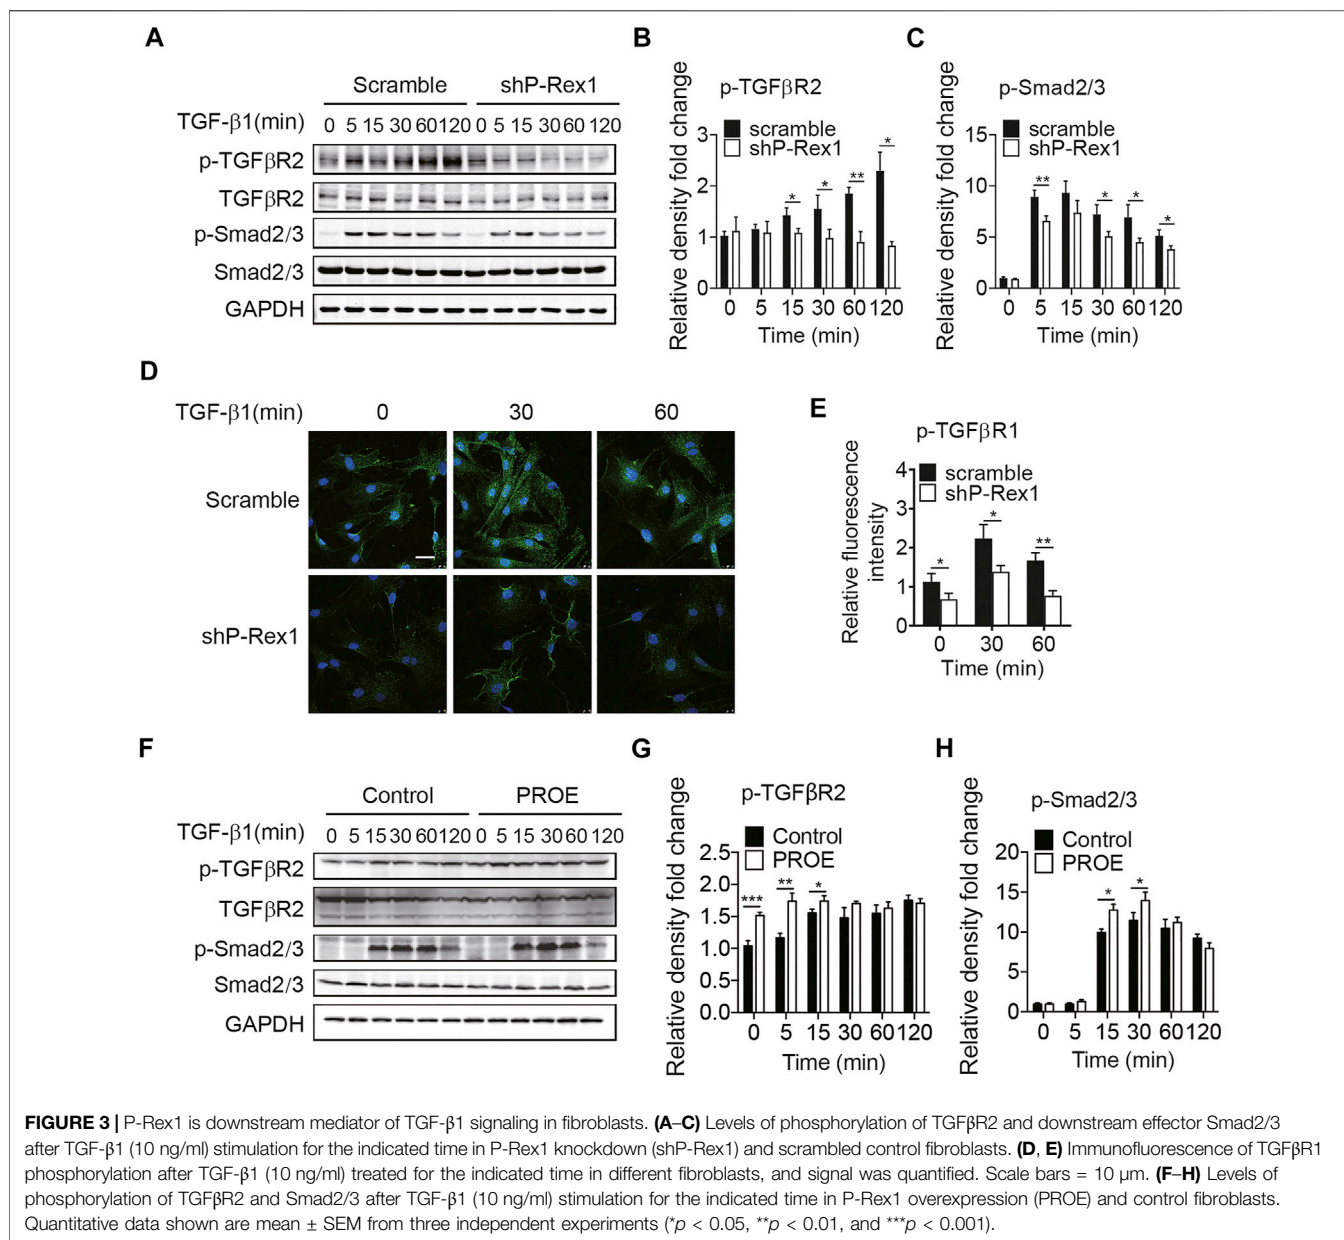 A
Scramble shP-Rex1
TGF-β1(min) 0 5 15 30 60 120 0 5 15 30 60 120
p-TGFβR2
TGFβR2
p-Smad2/3
Smad2/3
GAPDH
B
p-TGFβR2
scramble
shP-Rex1
Relative density fold change
3
2
1
0
* * ** *
0 5 15 30 60 120
Time (min)
C
p-Smad2/3
scramble
shP-Rex1
Relative density fold change
15
10
5
0
** * * *
0 5 15 30 60 120
Time (min)
D
TGF-β1(min) 0 30 60
Scramble
shP-Rex1
E
p-TGFβR1
scramble
shP-Rex1
Relative fluorescence
intensity
4
3
2
1
0
* * **
0 30 60
Time (min)
F
Control PROE
TGF-β1(min) 0 5 15 30 60 120 0 5 15 30 60 120
p-TGFβR2
TGFβR2
p-Smad2/3
Smad2/3
GAPDH
G
p-TGFβR2
Control
PROE
Relative density fold change
2.5
2.0
1.5
1.0
0.5
0.0
*** ** *
0 5 15 30 60 120
Time (min)
H
p-Smad2/3
Control
PROE
Relative density fold change
20
15
10
5
0
* *
0 5 15 30 60 120
Time (min)
FIGURE 3 | P-Rex1 is downstream mediator of TGF-β1 signaling in fibroblasts. (A–C) Levels of phosphorylation of TGFβR2 and downstream effector Smad2/3
after TGF-β1 (10 ng/ml) stimulation for the indicated time in P-Rex1 knockdown (shP-Rex1) and scrambled control fibroblasts. (D, E) Immunofluorescence of TGFβR1
phosphorylation after TGF-β1 (10 ng/ml) treated for the indicated time in different fibroblasts, and signal was quantified. Scale bars = 10 μm. (F–H) Levels of
phosphorylation of TGFβR2 and Smad2/3 after TGF-β1 (10 ng/ml) stimulation for the indicated time in P-Rex1 overexpression (PROE) and control fibroblasts.
Quantitative data shown are mean ± SEM from three independent experiments (*p < 0.05, **p < 0.01, and ***p < 0.001).